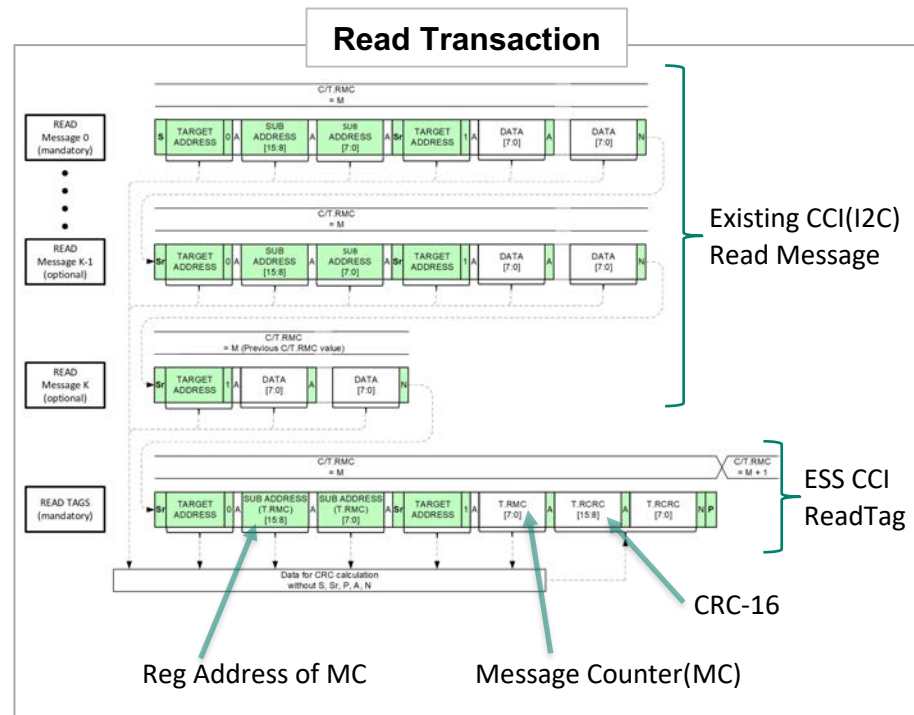 Read Transaction
C/T.RMC
= M
READ
Message 0
(mandatory)
S TARGET ADDRESS 0 A SUB ADDRESS [15:8] A SUB ADDRESS [7:0] A Sr TARGET ADDRESS 1 A DATA [7:0] A DATA [7:0] N
Existing CCI(I2C)
Read Message
C/T.RMC
= M
READ
Message K-1
(optional)
Sr TARGET ADDRESS 0 A SUB ADDRESS [15:8] A SUB ADDRESS [7:0] A Sr TARGET ADDRESS 1 A DATA [7:0] A DATA [7:0] N
C/T.RMC
= M (Previous C/T.RMC value)
READ
Message K
(optional)
Sr TARGET ADDRESS 1 A DATA [7:0] A DATA [7:0] N
C/T.RMC
= M
C/T.RMC
= M + 1
READ TAGS
(mandatory)
Sr TARGET ADDRESS 0 A SUB ADDRESS (T.RMC) [15:8] A SUB ADDRESS (T.RMC) [7:0] A Sr TARGET ADDRESS 1 A T.RMC [7:0] A T.RCRC [15:8] A T.RCRC [7:0] N P
ESS CCI
ReadTag
Data for CRC calculation
without S, Sr, P, A, N
CRC-16
Reg Address of MC
Message Counter(MC)